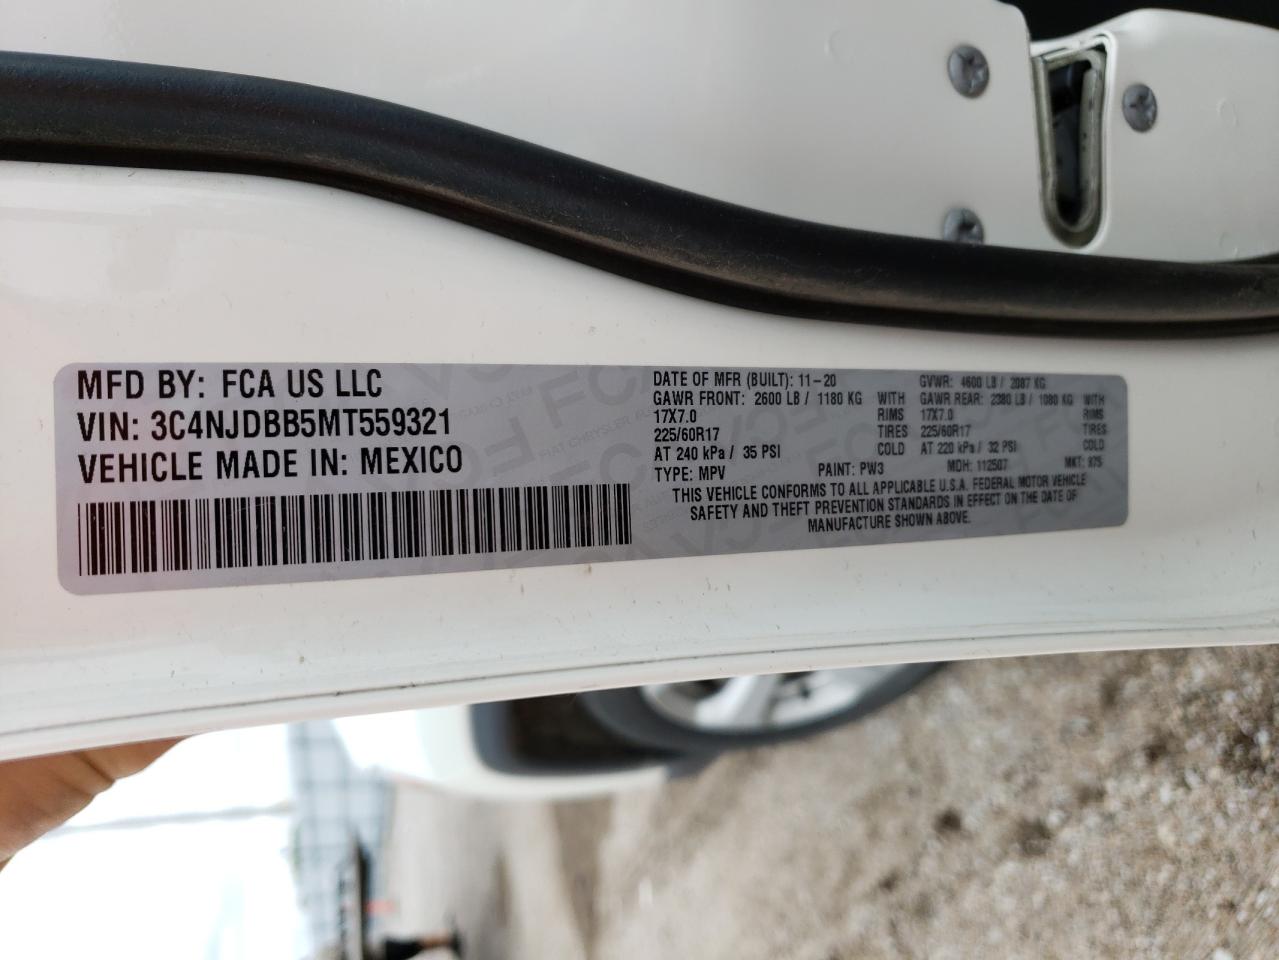 MFD BY: FCA US LLC
VIN: 3C4NJDBB5MT559321
VEHICLE MADE IN: MEXICO
DATE OF MFR (BUILT): 11-20 GVWR: 4600 LB / 2087 KG
GAWR FRONT: 2600 LB / 1180 KG WITH GAWR REAR: 2380 LB / 1080 KG WITH
17X7.0 RIMS 17X7.0 RIMS
225/60R17 TIRES 225/60R17 TIRES
AT 240 kPa / 35 PSI COLD AT 220 kPa / 32 PSI COLD
TYPE: MPV PAINT: PW3 MDH: 112507 MKT: 975
THIS VEHICLE CONFORMS TO ALL APPLICABLE U.S.A. FEDERAL MOTOR VEHICLE
SAFETY AND THEFT PREVENTION STANDARDS IN EFFECT ON THE DATE OF
MANUFACTURE SHOWN ABOVE.